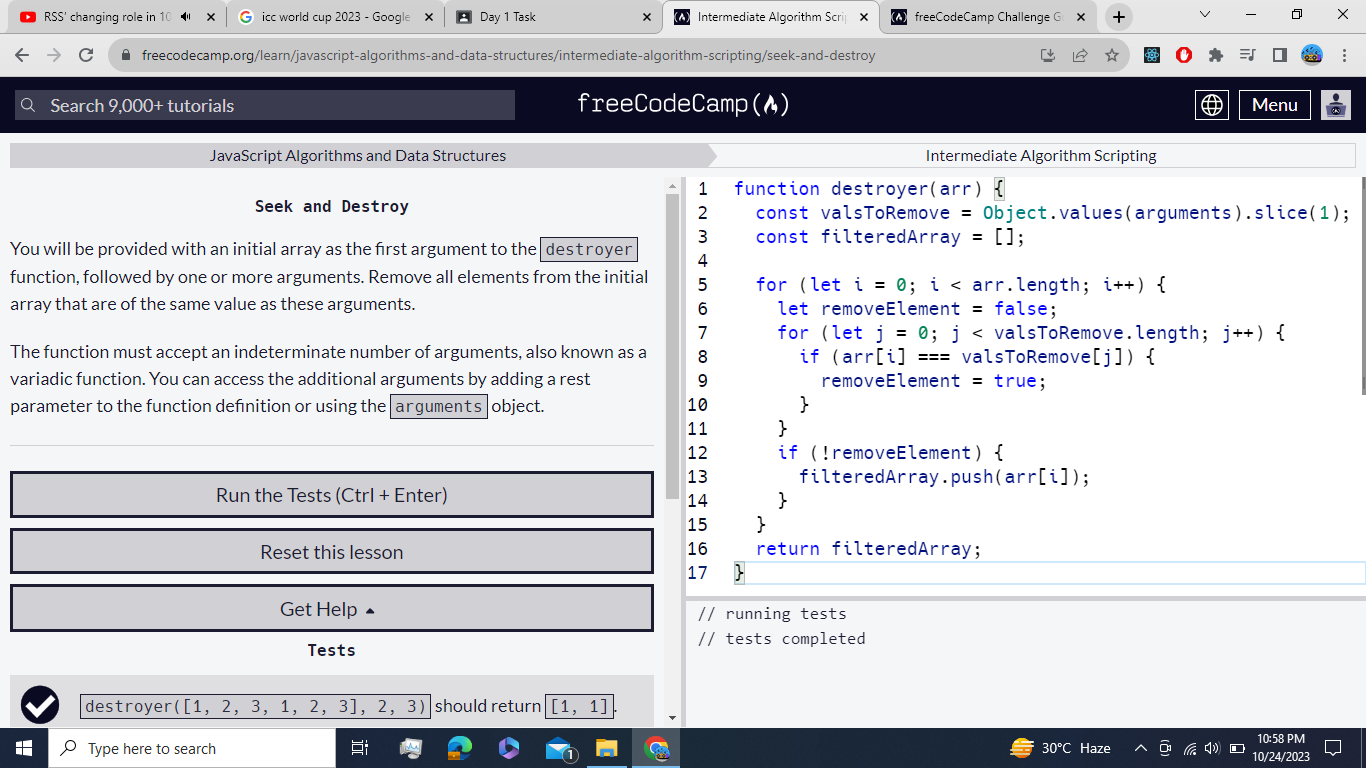 RSS' changing role in 10
icc world cup 2023 - Google
Day 1 Task
Intermediate Algorithm Scri
freeCodeCamp Challenge G
freecodecamp.org/learn/javascript-algorithms-and-data-structures/intermediate-algorithm-scripting/seek-and-destroy
Search 9,000+ tutorials
freeCodeCamp
Menu
JavaScript Algorithms and Data Structures
Intermediate Algorithm Scripting
Seek and Destroy
You will be provided with an initial array as the first argument to the destroyer
function, followed by one or more arguments. Remove all elements from the initial
array that are of the same value as these arguments.
The function must accept an indeterminate number of arguments, also known as a
variadic function. You can access the additional arguments by adding a rest
parameter to the function definition or using the arguments object.
Run the Tests (Ctrl + Enter)
Reset this lesson
Get Help
Tests
destroyer([1, 2, 3, 1, 2, 3], 2, 3) should return [1, 1].
1 function destroyer(arr) {
2 const valsToRemove = Object.values(arguments).slice(1);
3 const filteredArray = [];
4
5 for (let i = 0; i < arr.length; i++) {
6 let removeElement = false;
7 for (let j = 0; j < valsToRemove.length; j++) {
8 if (arr[i] === valsToRemove[j]) {
9 removeElement = true;
10 }
11 }
12 if (!removeElement) {
13 filteredArray.push(arr[i]);
14 }
15 }
16 return filteredArray;
17 }
// running tests
// tests completed
Type here to search
1
30°C Haze
10:58 PM
10/24/2023